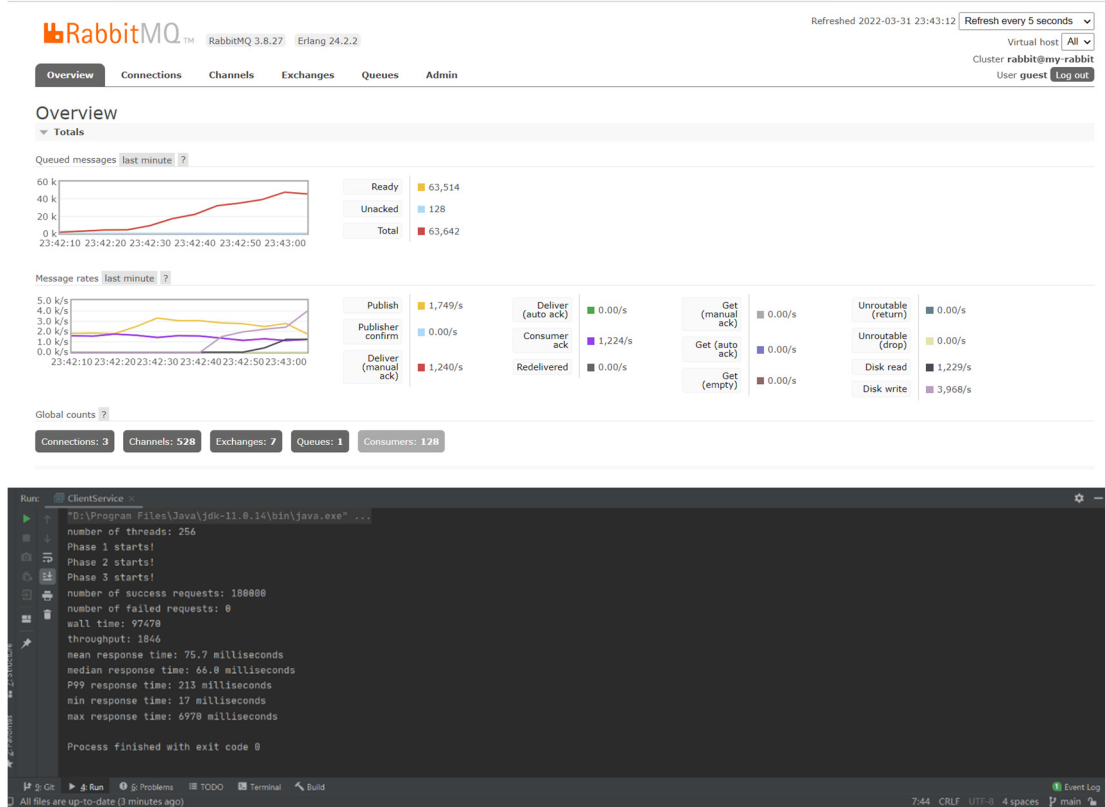 Refreshed 2022-03-31 23:43:12 Refresh every 5 seconds
RabbitMQ TM RabbitMQ 3.8.27 Erlang 24.2.2
Virtual host All
Cluster rabbit@my-rabbit
User guest Log out
Overview Connections Channels Exchanges Queues Admin
Overview
Totals
Queued messages last minute ?
60 k
40 k
20 k
0 k
23:42:10 23:42:20 23:42:30 23:42:40 23:42:50 23:43:00
Ready 63,514
Unacked 128
Total 63,642
Message rates last minute ?
5.0 k/s
4.0 k/s
3.0 k/s
2.0 k/s
1.0 k/s
0.0 k/s
23:42:10 23:42:20 23:42:30 23:42:40 23:42:50 23:43:00
Publish 1,749/s
Publisher
confirm 0.00/s
Deliver
(manual
ack) 1,240/s
Deliver
(auto ack) 0.00/s
Consumer
ack 1,224/s
Redelivered 0.00/s
Get
(manual
ack) 0.00/s
Get (auto
ack) 0.00/s
Get
(empty) 0.00/s
Unroutable
(return) 0.00/s
Unroutable
(drop) 0.00/s
Disk read 1,229/s
Disk write 3,968/s
Global counts ?
Connections: 3 Channels: 528 Exchanges: 7 Queues: 1 Consumers: 128
Run: ClientService
"D:\Program Files\Java\jdk-11.0.14\bin\java.exe" ...
number of threads: 256
Phase 1 starts!
Phase 2 starts!
Phase 3 starts!
number of success requests: 180000
number of failed requests: 0
wall time: 97470
throughput: 1846
mean response time: 75.7 milliseconds
median response time: 66.0 milliseconds
P99 response time: 213 milliseconds
min response time: 17 milliseconds
max response time: 6970 milliseconds
Process finished with exit code 0
Z: Structure
2: Favorites
9: Git 4: Run 6: Problems TODO Terminal Build 1 Event Log
All files are up-to-date (3 minutes ago) 7:44 CRLF UTF-8 4 spaces main